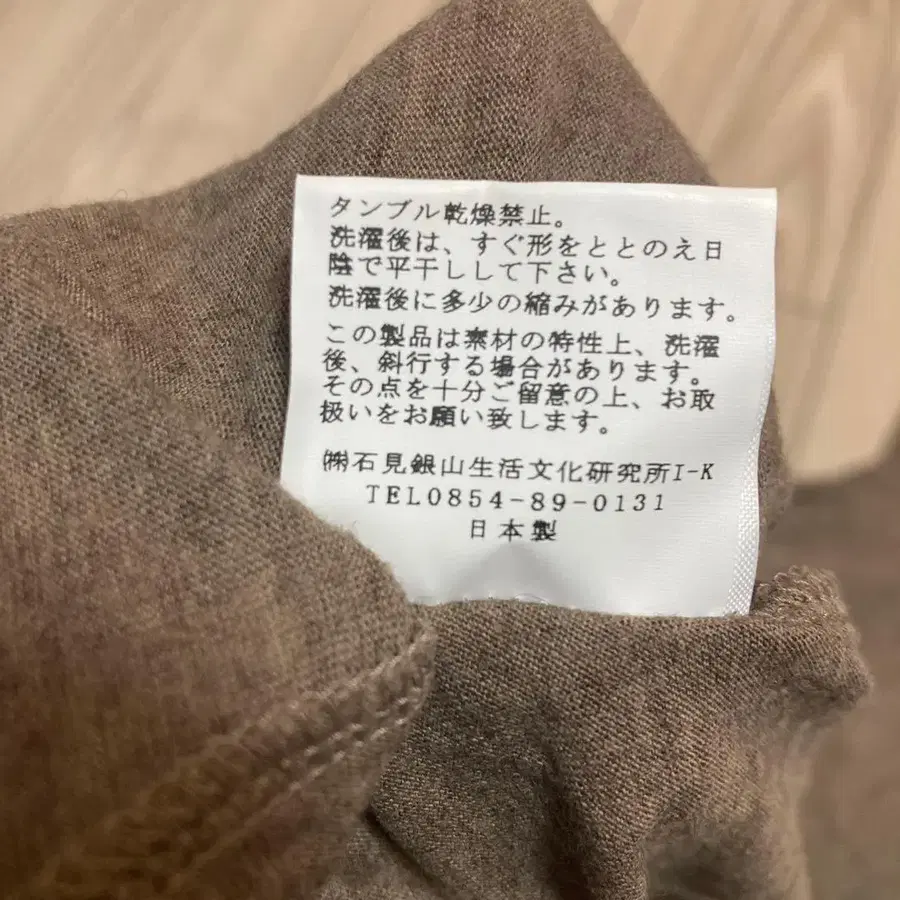 タンブル乾燥禁止。
洗濯後は、すぐ形をととのえ日
陰で平干しして下さい。
洗濯後に多少の縮みがあります。
この製品は素材の特性上、洗濯
後、斜行する場合があります。
その点を十分ご留意の上、お取
扱いをお願い致します。
㈱石見銀山生活文化研究所I-K
TEL0854-89-0131
日本製